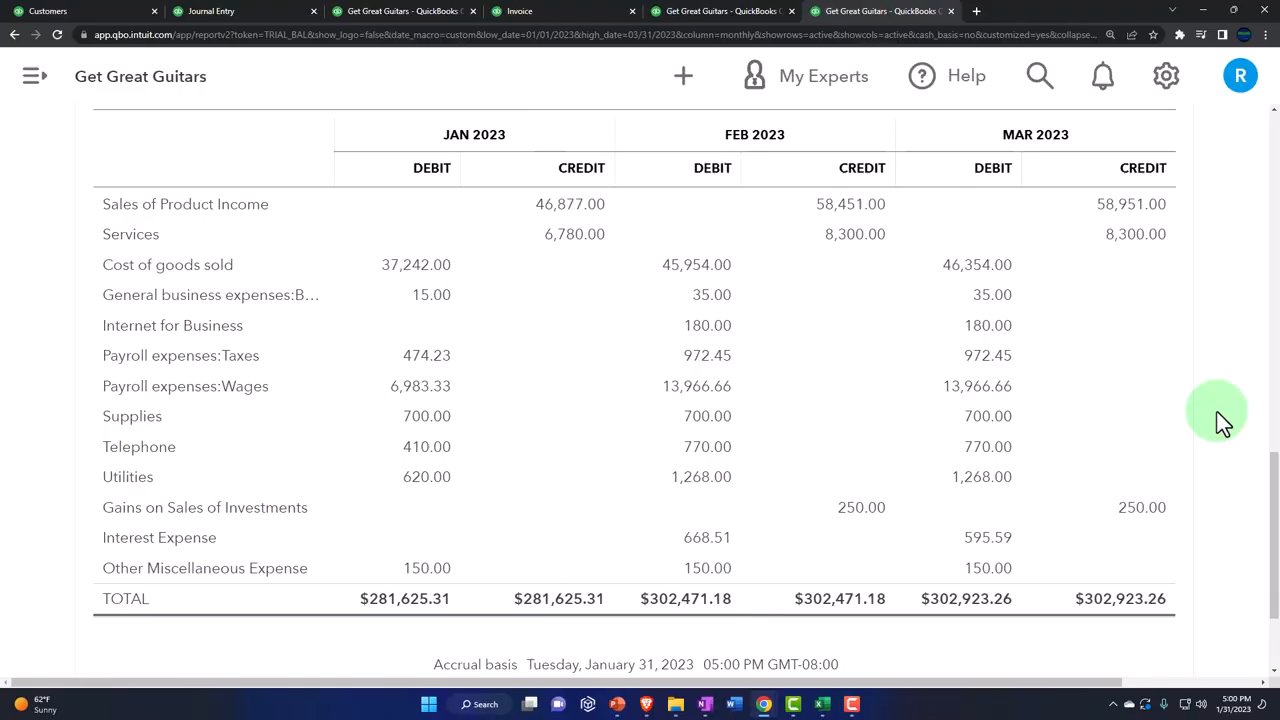 Customers
Journal Entry
Get Great Guitars - QuickBooks O
Invoice
Get Great Guitars - QuickBooks O
Get Great Guitars - QuickBooks O
app.qbo.intuit.com/app/reportv2?token=TRIAL_BAL&show_logo=false&date_macro=custom&low_date=01/01/2023&high_date=03/31/2023&column=monthly&showrows=active&showcols=active&cash_basis=no&customized=yes&collapse...
Get Great Guitars
My Experts
Help
R
JAN 2023 FEB 2023 MAR 2023
DEBIT CREDIT DEBIT CREDIT DEBIT CREDIT
Sales of Product Income 46,877.00 58,451.00 58,951.00
Services 6,780.00 8,300.00 8,300.00
Cost of goods sold 37,242.00 45,954.00 46,354.00
General business expenses:B... 15.00 35.00 35.00
Internet for Business 180.00 180.00
Payroll expenses:Taxes 474.23 972.45 972.45
Payroll expenses:Wages 6,983.33 13,966.66 13,966.66
Supplies 700.00 700.00 700.00
Telephone 410.00 770.00 770.00
Utilities 620.00 1,268.00 1,268.00
Gains on Sales of Investments 250.00 250.00
Interest Expense 668.51 595.59
Other Miscellaneous Expense 150.00 150.00 150.00
TOTAL $281,625.31 $281,625.31 $302,471.18 $302,471.18 $302,923.26 $302,923.26
Accrual basis Tuesday, January 31, 2023 05:00 PM GMT-08:00
62°F
Sunny
Search
5:00 PM
1/31/2023